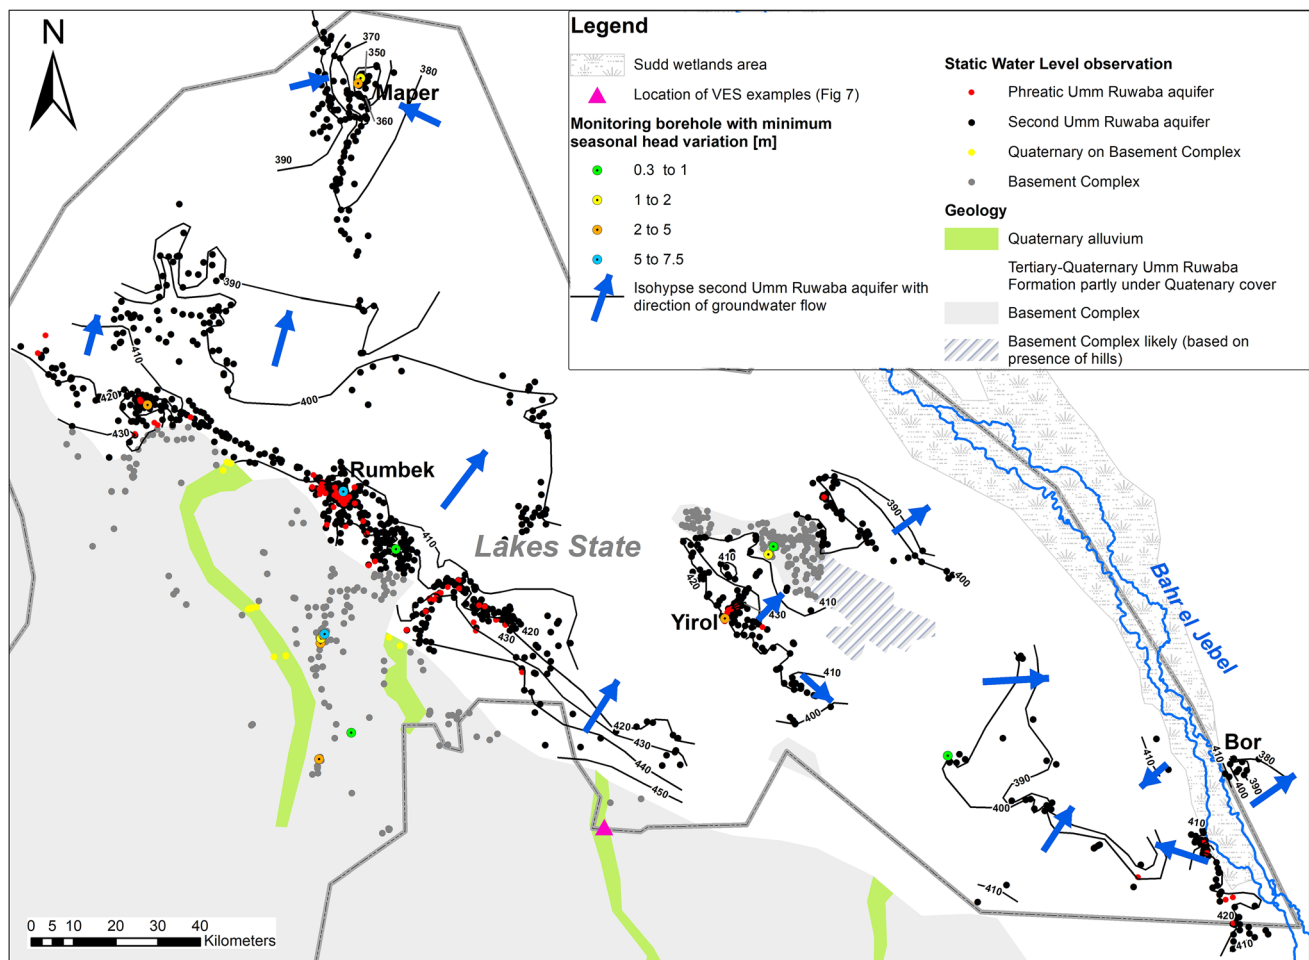 N
Legend
Sudd wetlands area
Location of VES examples (Fig 7)
Monitoring borehole with minimum
seasonal head variation [m]
0.3 to 1
1 to 2
2 to 5
5 to 7.5
Isohypse second Umm Ruwaba aquifer with
direction of groundwater flow
Static Water Level observation
Phreatic Umm Ruwaba aquifer
Second Umm Ruwaba aquifer
Quaternary on Basement Complex
Basement Complex
Geology
Quaternary alluvium
Tertiary-Quaternary Umm Ruwaba
Formation partly under Quatenary cover
Basement Complex
Basement Complex likely (based on
presence of hills)
370
350
380
Maper
360
390
390
410
400
420
430
Rumbek
410
Lakes State
420
430
420
430
440
450
390
400
410
420
410
430
Yirol
410
400
Bahr el Jebel
Bor
410
380
390
400
410
390
400
410
410
420
410
0 5 10 20 30 40
Kilometers